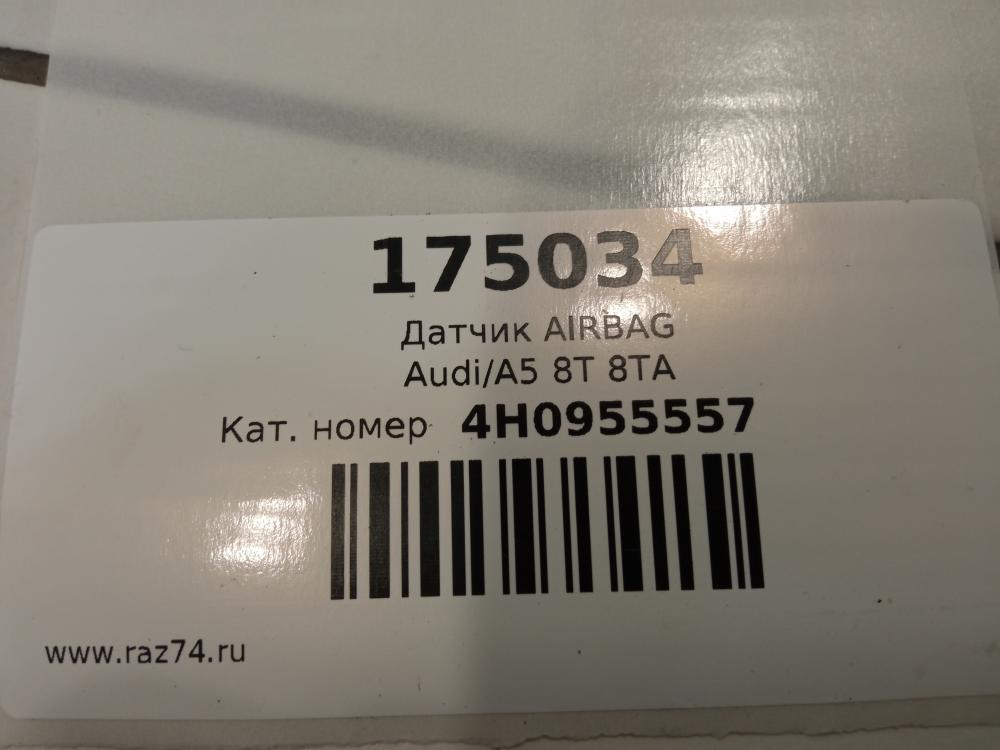 175034
Датчик AIRBAG
Audi/A5 8T 8TA
Кат. номер 4H0955557
www.raz74.ru